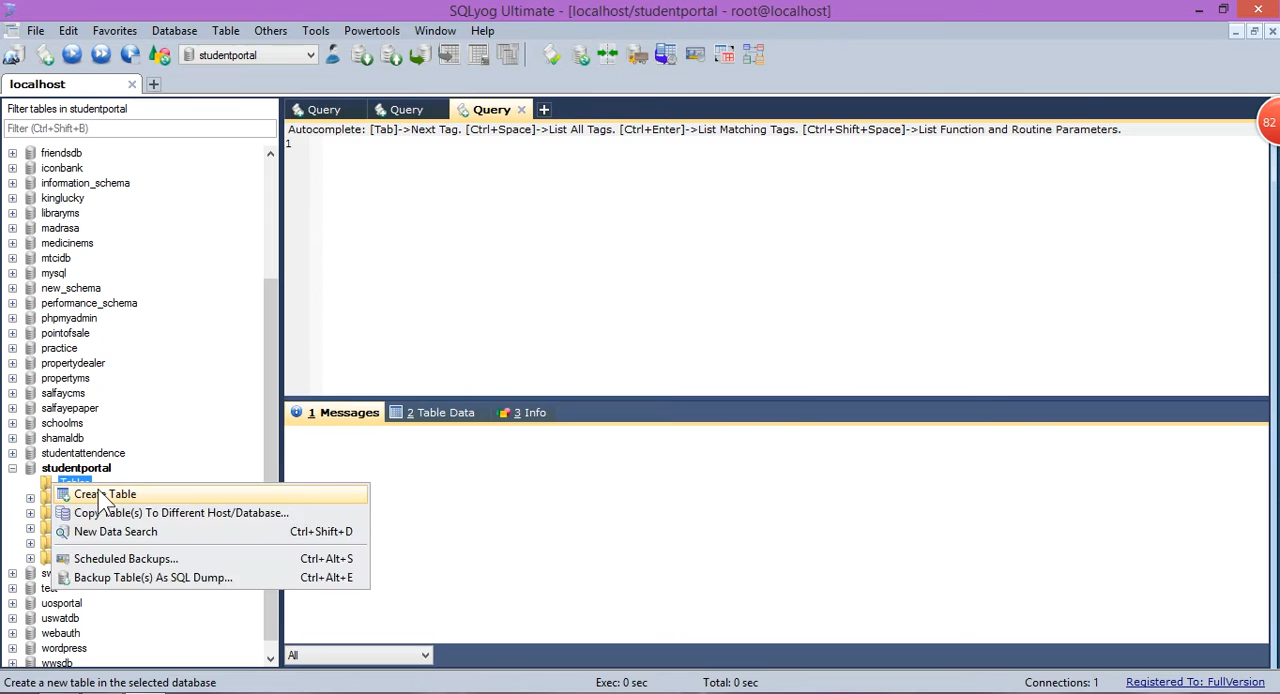 SQLyog Ultimate - [localhost/studentportal - root@localhost]
File Edit Favorites Database Table Others Tools Powertools Window Help
studentportal
localhost
Filter tables in studentportal
Filter (Ctrl+Shift+B)
friendsdb
iconbank
information_schema
kinglucky
libraryms
madrasa
medicinems
mtcidb
mysql
new_schema
performance_schema
phpmyadmin
pointofsale
practice
propertydealer
propertyms
salfaycms
salfayepaper
schoolms
shamaldb
studentattendence
studentportal
Tables
Create Table
Copy Table(s) To Different Host/Database...
New Data Search Ctrl+Shift+D
Scheduled Backups... Ctrl+Alt+S
Backup Table(s) As SQL Dump... Ctrl+Alt+E
uosportal
uswatdb
webauth
wordpress
wwsdb
Query Query Query
Autocomplete: [Tab]->Next Tag. [Ctrl+Space]->List All Tags. [Ctrl+Enter]->List Matching Tags. [Ctrl+Shift+Space]->List Function and Routine Parameters.
1
82
1 Messages 2 Table Data 3 Info
All
Create a new table in the selected database Exec: 0 sec Total: 0 sec Connections: 1 Registered To: FullVersion